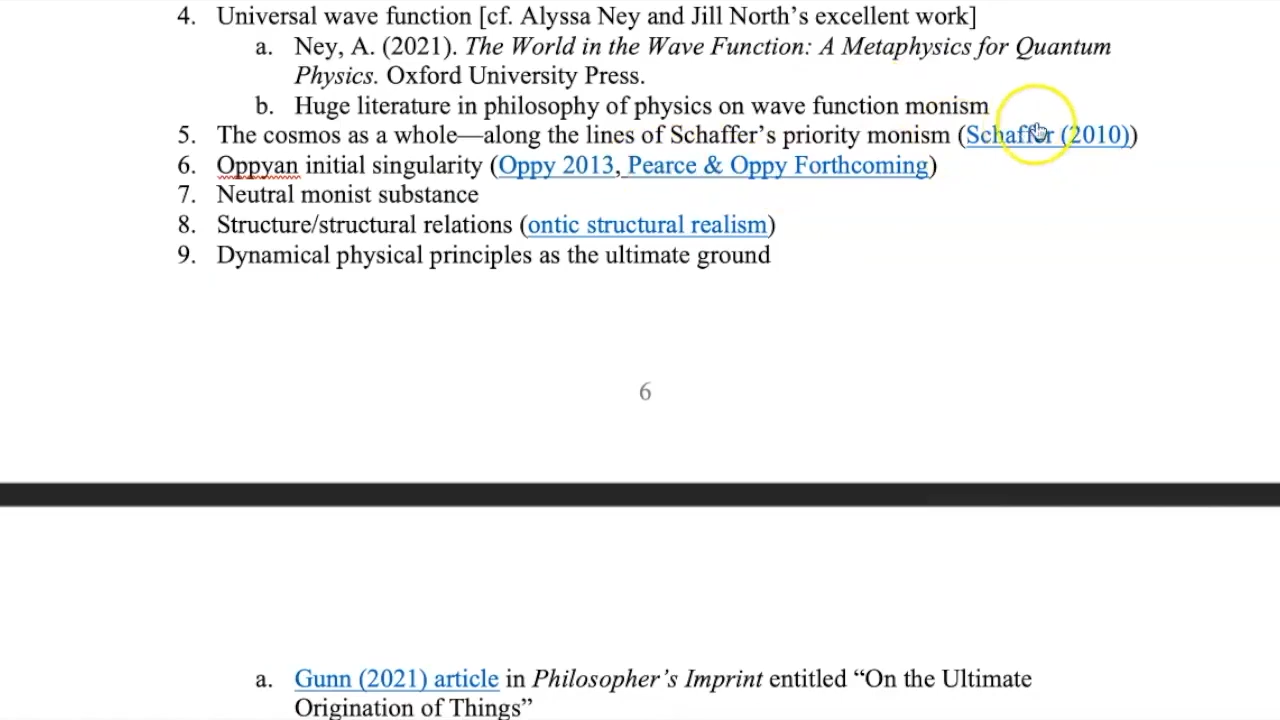 4. Universal wave function [cf. Alyssa Ney and Jill North’s excellent work]
a. Ney, A. (2021). The World in the Wave Function: A Metaphysics for Quantum
Physics. Oxford University Press.
b. Huge literature in philosophy of physics on wave function monism
5. The cosmos as a whole—along the lines of Schaffer’s priority monism (Schaffer (2010))
6. Oppyan initial singularity (Oppy 2013, Pearce & Oppy Forthcoming)
7. Neutral monist substance
8. Structure/structural relations (ontic structural realism)
9. Dynamical physical principles as the ultimate ground
6
a. Gunn (2021) article in Philosopher’s Imprint entitled “On the Ultimate
Origination of Things”